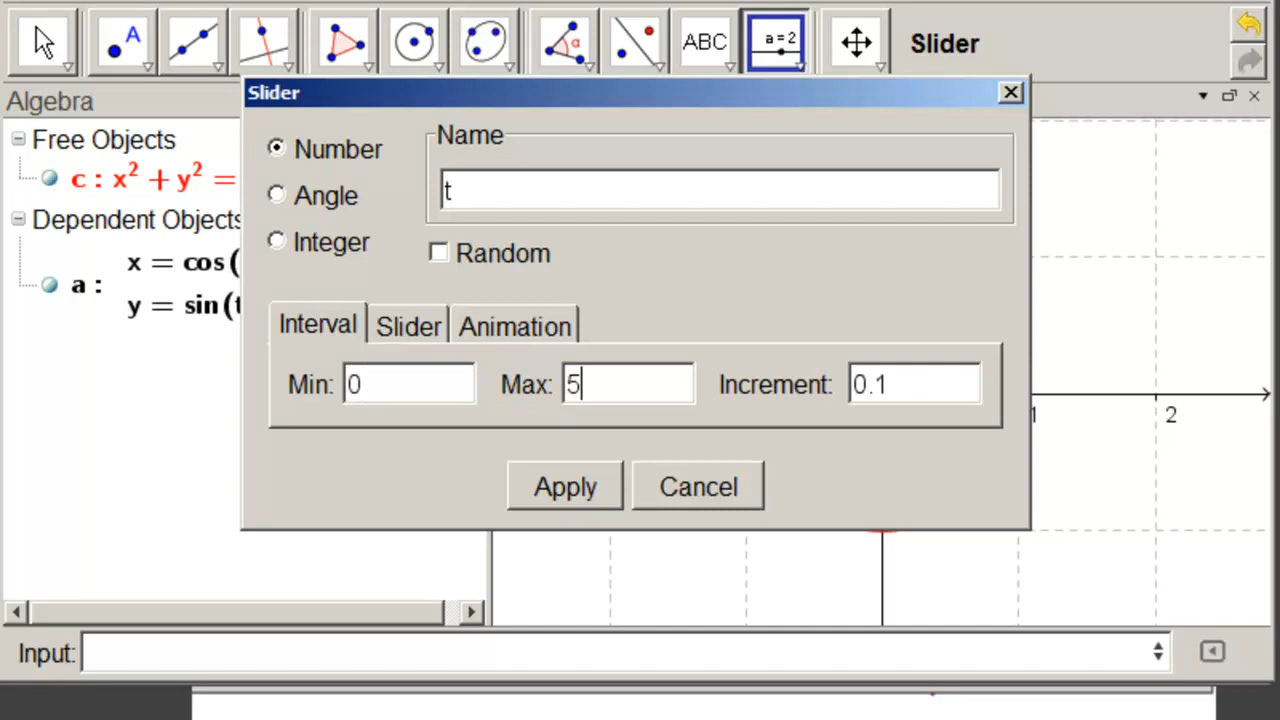 A
α
ABC
a = 2
Slider
Algebra
Free Objects
c : x² + y² =
Dependent Objects
a :
x = cos(
y = sin(t
Slider
Number
Angle
Integer
Name
t
Random
Interval
Slider
Animation
Min: 0
Max: 5
Increment: 0.1
Apply
Cancel
1
2
Input: